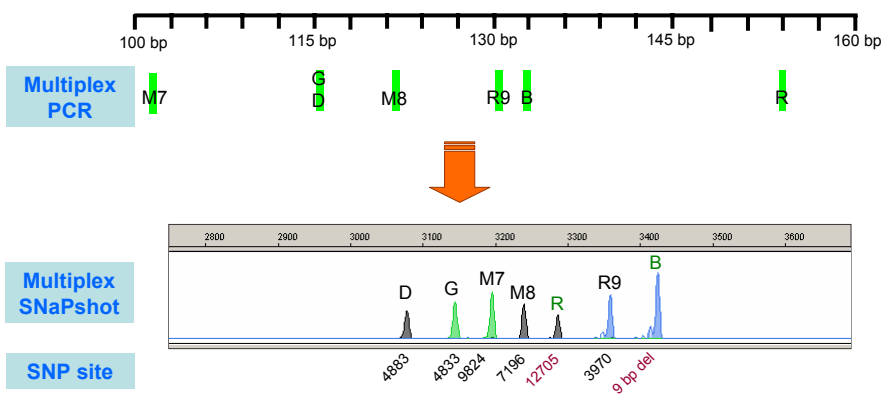 100 bp 115 bp 130 bp 145 bp 160 bp
Multiplex
PCR
M7 G D M8 R9 B R
2800 2900 3000 3100 3200 3300 3400 3500 3600
Multiplex
SNaPshot
D G M7 M8 R R9 B
SNP site
4883 4833 9824 7196 12705 3970 9 bp del